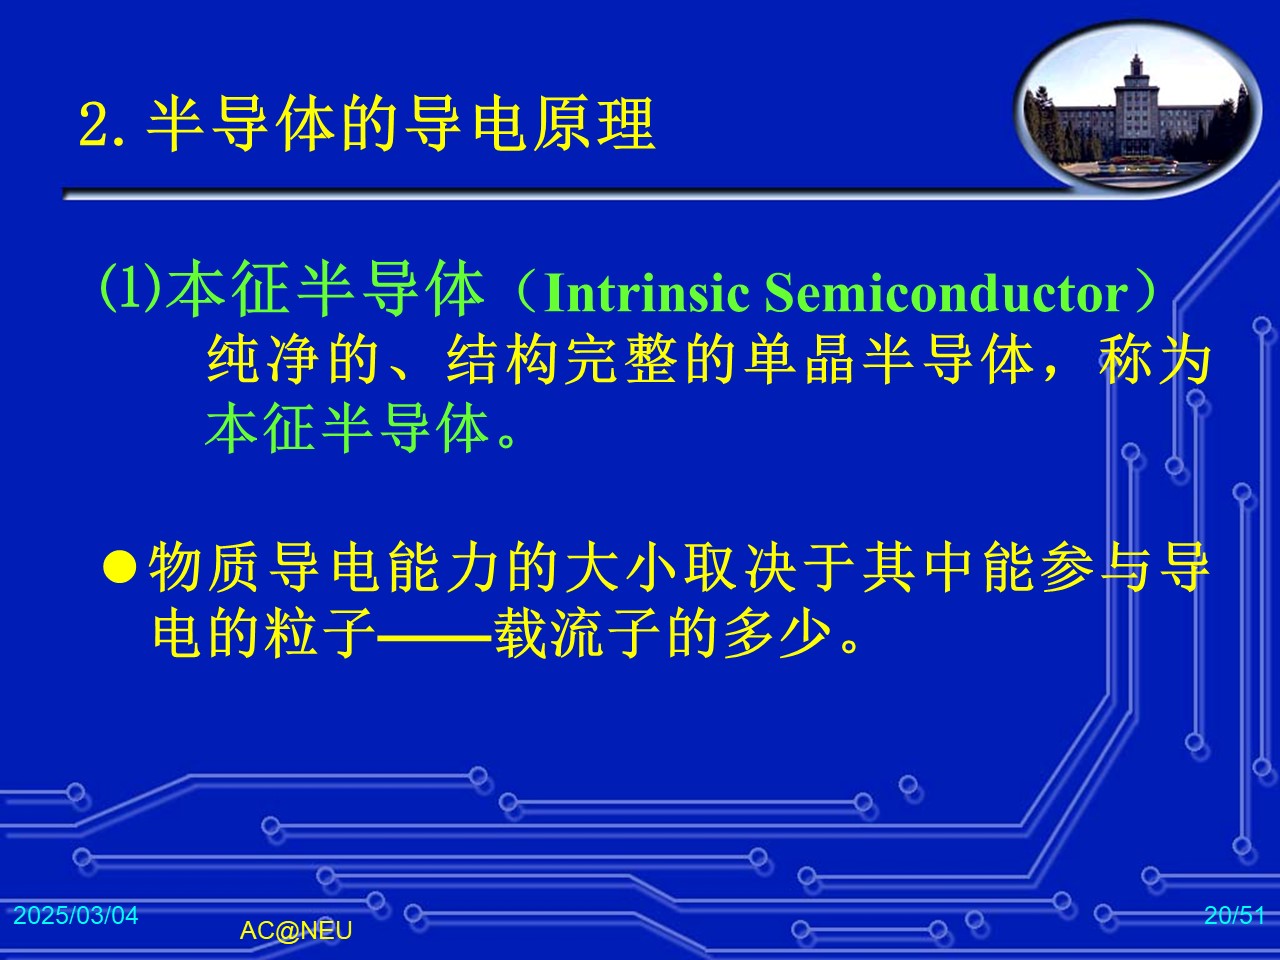 2.半导体的导电原理
⑴本征半导体（Intrinsic Semiconductor）
纯净的、结构完整的单晶半导体，称为
本征半导体。
●物质导电能力的大小取决于其中能参与导
电的粒子——载流子的多少。
2025/03/04
AC@NEU
20/51